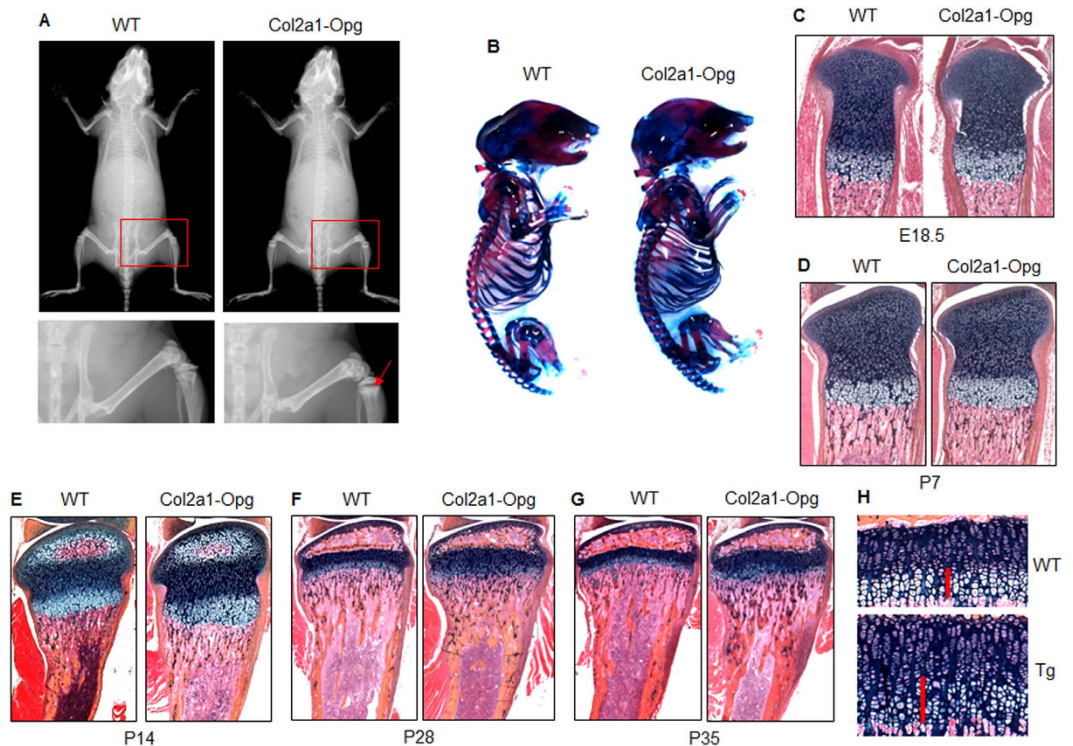 A
WT
Col2a1-Opg
B
WT
Col2a1-Opg
C
WT
Col2a1-Opg
E18.5
D
WT
Col2a1-Opg
P7
E
WT
Col2a1-Opg
P14
F
WT
Col2a1-Opg
P28
G
WT
Col2a1-Opg
P35
H
WT
Tg